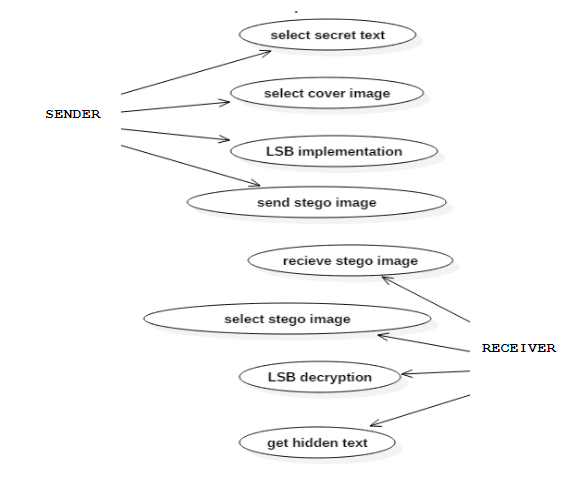 select secret text
select cover image
SENDER
LSB implementation
send stego image
recieve stego image
select stego image
RECEIVER
LSB decryption
get hidden text